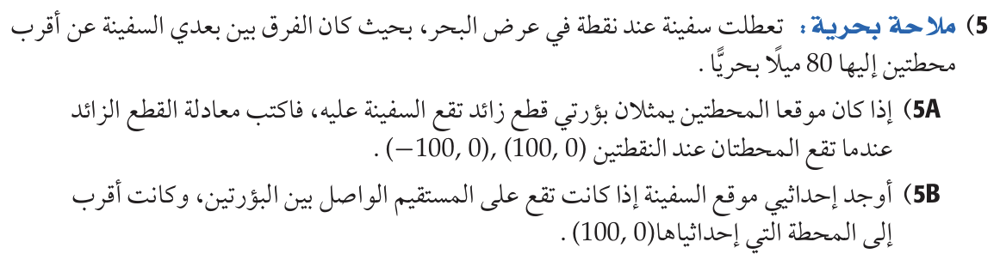 5) ملاحة بحرية: تعطلت سفينة عند نقطة في عرض البحر، بحيث كان الفرق بين بعدي السفينة عن أقرب
محطتين إليها 80 ميلًا بحريًّا .
5A) إذا كان موقعا المحطتين يمثلان بؤرتي قطع زائد تقع السفينة عليه، فاكتب معادلة القطع الزائد
عندما تقع المحطتان عند النقطتين (100, 0) ,(−100, 0) .
5B) أوجد إحداثيي موقع السفينة إذا كانت تقع على المستقيم الواصل بين البؤرتين، وكانت أقرب
إلى المحطة التي إحداثياها(100, 0) .